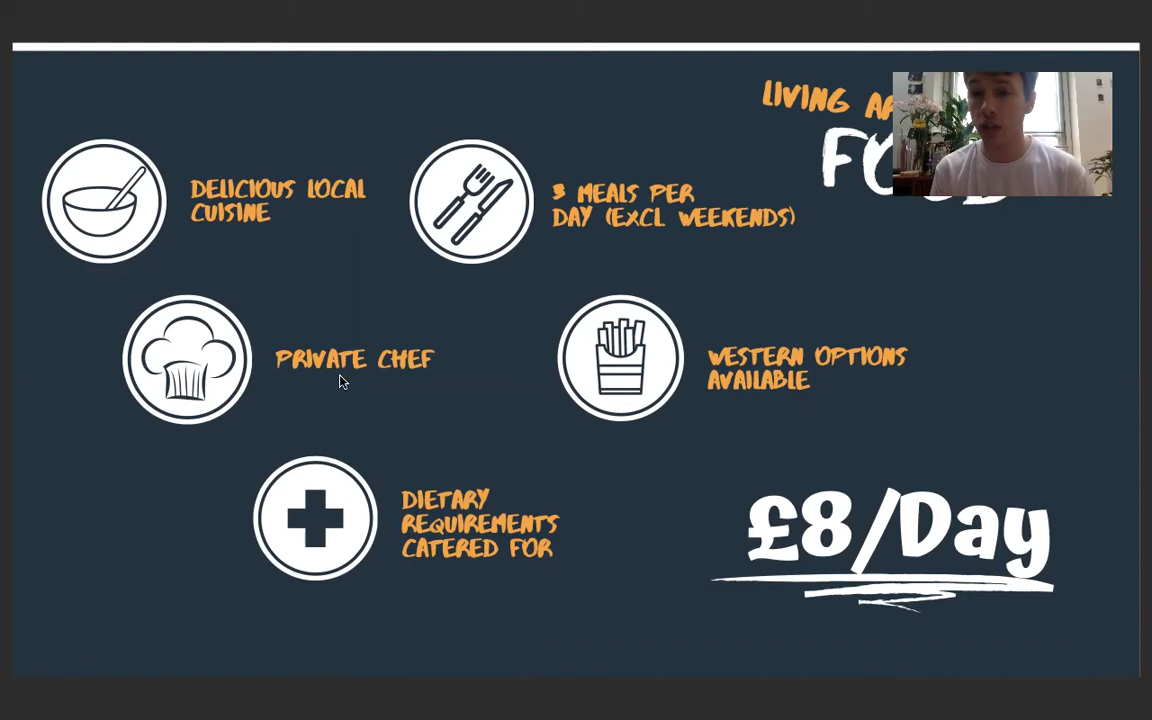 LIVING
DELICIOUS LOCAL
CUISINE
3 MEALS PER
DAY (EXCL. WEEKENDS)
PRIVATE CHEF
WESTERN OPTIONS
AVAILABLE
DIETARY
REQUIREMENTS
CATERED FOR
£8/Day